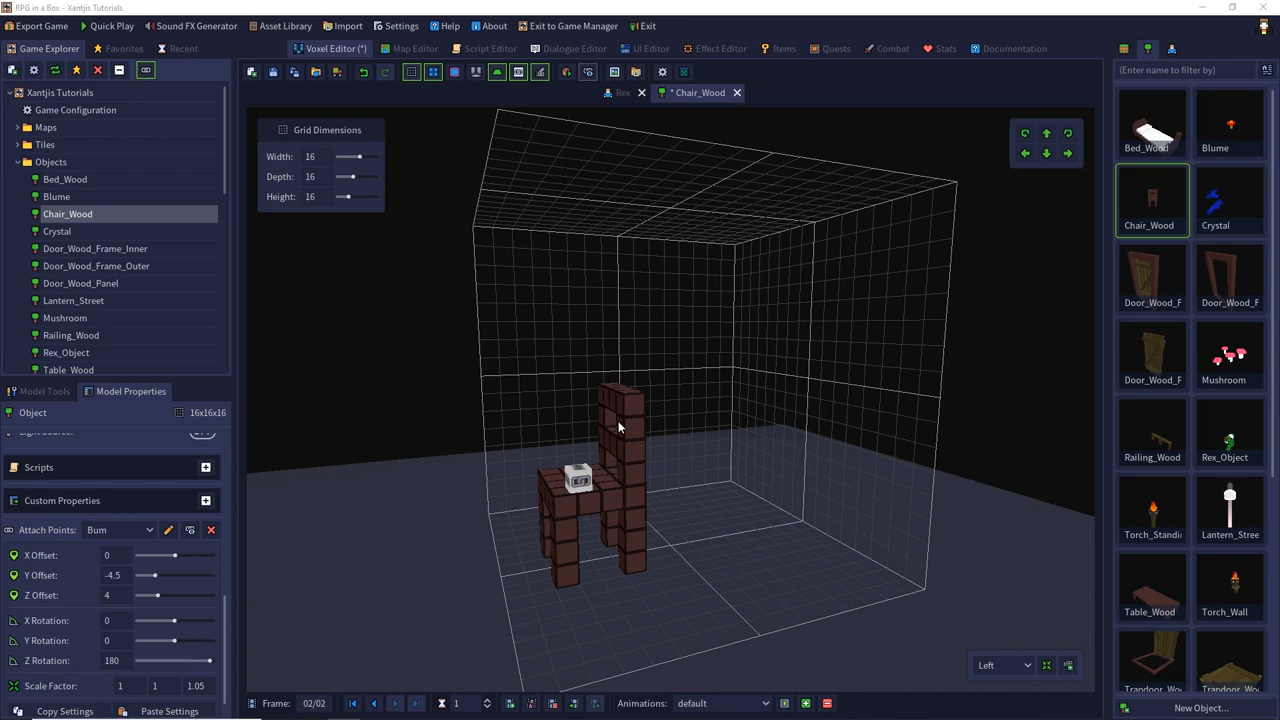 RPG in a Box - Xantjis Tutorials
Export Game Quick Play Sound FX Generator Asset Library Import Settings Help About Exit to Game Manager Exit
Game Explorer Favorites Recent
Voxel Editor (*) Map Editor Script Editor Dialogue Editor UI Editor Effect Editor Items Quests Combat Stats Documentation
(Enter name to filter by)
Rex * Chair_Wood
Xantjis Tutorials
Game Configuration
Maps
Tiles
Objects
Bed_Wood
Blume
Chair_Wood
Crystal
Door_Wood_Frame_Inner
Door_Wood_Frame_Outer
Door_Wood_Panel
Lantern_Street
Mushroom
Railing_Wood
Rex_Object
Table_Wood
Model Tools Model Properties
Object 16x16x16
Light Source: OFF
Scripts
Custom Properties
Attach Points: Bum
X Offset: 0
Y Offset: -4.5
Z Offset: 4
X Rotation: 0
Y Rotation: 0
Z Rotation: 180
Scale Factor: 1 1 1.05
Copy Settings Paste Settings
Grid Dimensions
Width: 16
Depth: 16
Height: 16
Left
Frame: 02/02 1 Animations: default
Bed_Wood Blume
Chair_Wood Crystal
Door_Wood_F Door_Wood_F
Door_Wood_F Mushroom
Railing_Wood Rex_Object
Torch_Standi Lantern_Stree
Table_Wood Torch_Wall
Trapdoor_Wo Trapdoor_Wo
New Object...